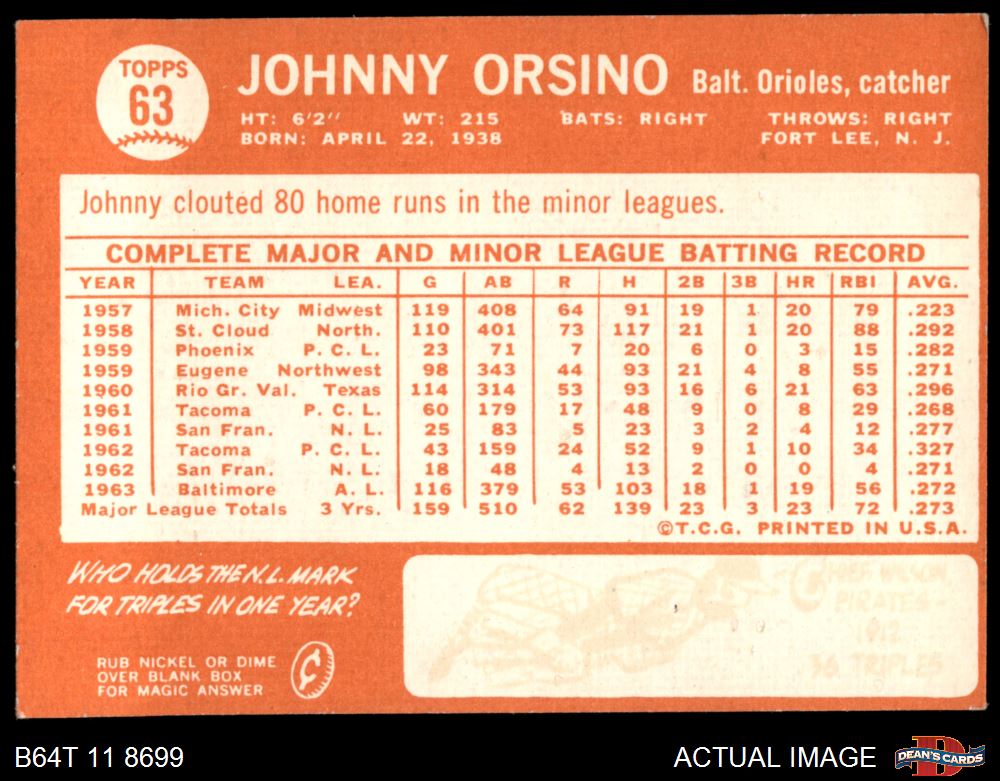 TOPPS
63
JOHNNY ORSINO Balt. Orioles, catcher
HT: 6'2" WT: 215 BATS: RIGHT THROWS: RIGHT
BORN: APRIL 22, 1938 FORT LEE, N. J.
Johnny clouted 80 home runs in the minor leagues.
COMPLETE MAJOR AND MINOR LEAGUE BATTING RECORD
YEAR TEAM LEA. G AB R H 2B 3B HR RBI AVG.
1957 Mich. City Midwest 119 408 64 91 19 1 20 79 .223
1958 St. Cloud North. 110 401 73 117 21 1 20 88 .292
1959 Phoenix P. C. L. 23 71 7 20 6 0 3 15 .282
1959 Eugene Northwest 98 343 44 93 21 4 8 55 .271
1960 Rio Gr. Val. Texas 114 314 53 93 16 6 21 63 .296
1961 Tacoma P. C. L. 60 179 17 48 9 0 8 29 .268
1961 San Fran. N. L. 25 83 5 23 3 2 4 12 .277
1962 Tacoma P. C. L. 43 159 24 52 9 1 10 34 .327
1962 San Fran. N. L. 18 48 4 13 2 0 0 4 .271
1963 Baltimore A. L. 116 379 53 103 18 1 19 56 .272
Major League Totals 3 Yrs. 159 510 62 139 23 3 23 72 .273
©T.C.G. PRINTED IN U.S.A.
WHO HOLDS THE N.L. MARK
FOR TRIPLES IN ONE YEAR?
RUB NICKEL OR DIME
OVER BLANK BOX
FOR MAGIC ANSWER
CHIEF WILSON,
PIRATES-
1912
36 TRIPLES
B64T 11 8699
ACTUAL IMAGE
DEAN'S CARDS